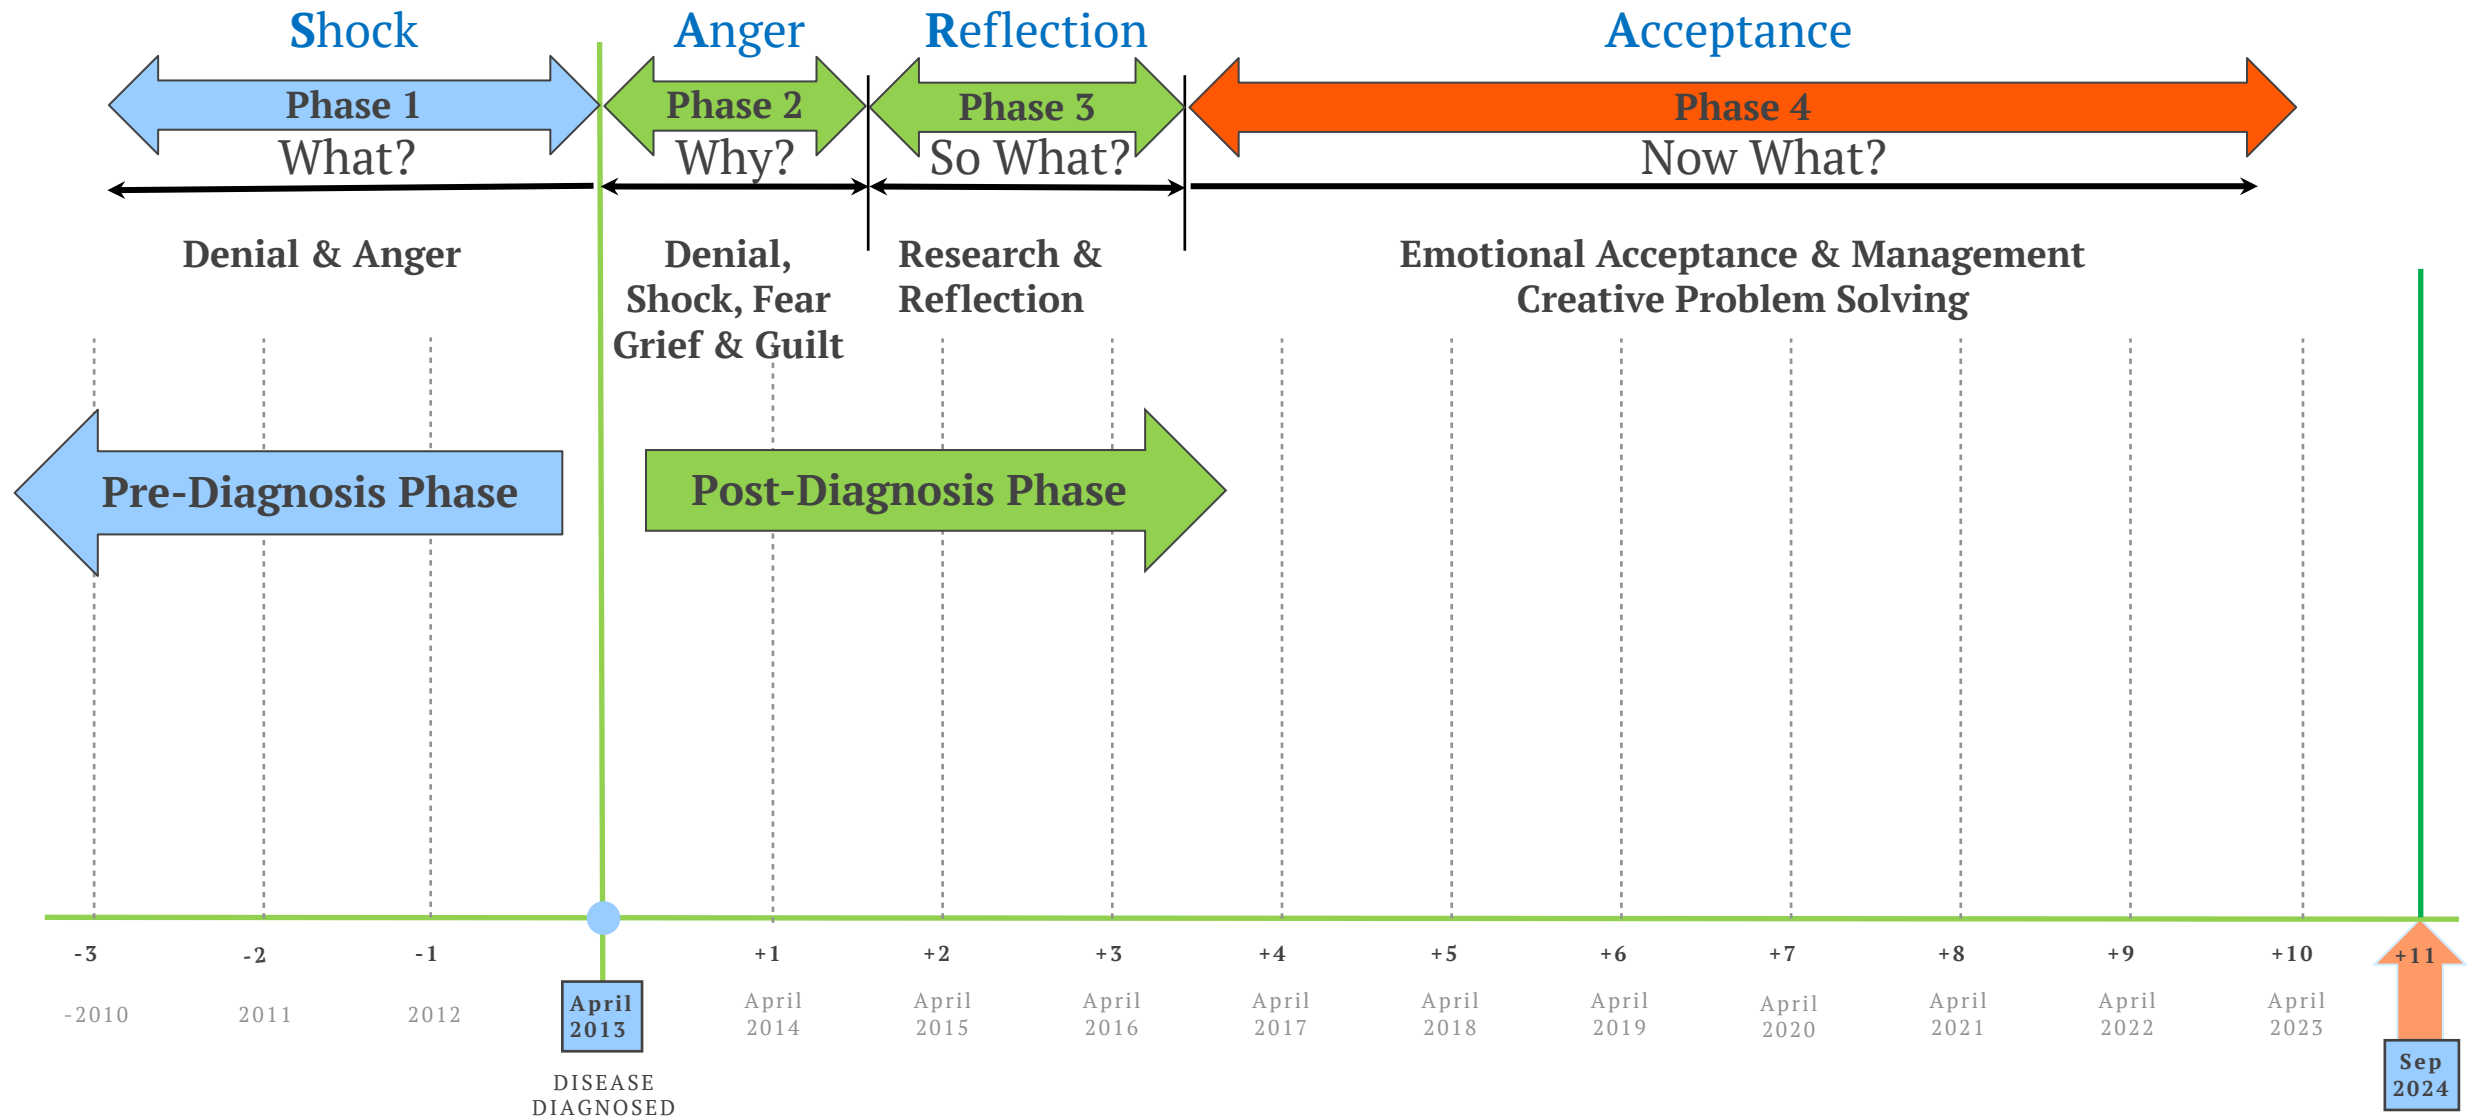 Shock
Anger
Reflection
Acceptance
Phase 1
Phase 2
Phase 3
Phase 4
What?
Why?
So What?
Now What?
Denial & Anger
Denial,
Shock, Fear
Grief & Guilt
Research &
Reflection
Emotional Acceptance & Management
Creative Problem Solving
Pre-Diagnosis Phase
Post-Diagnosis Phase
-3
-2
-1
+1
+2
+3
+4
+5
+6
+7
+8
+9
+10
+11
-2010
2011
2012
April
2013
April
2014
April
2015
April
2016
April
2017
April
2018
April
2019
April
2020
April
2021
April
2022
April
2023
Sep
2024
DISEASE
DIAGNOSED